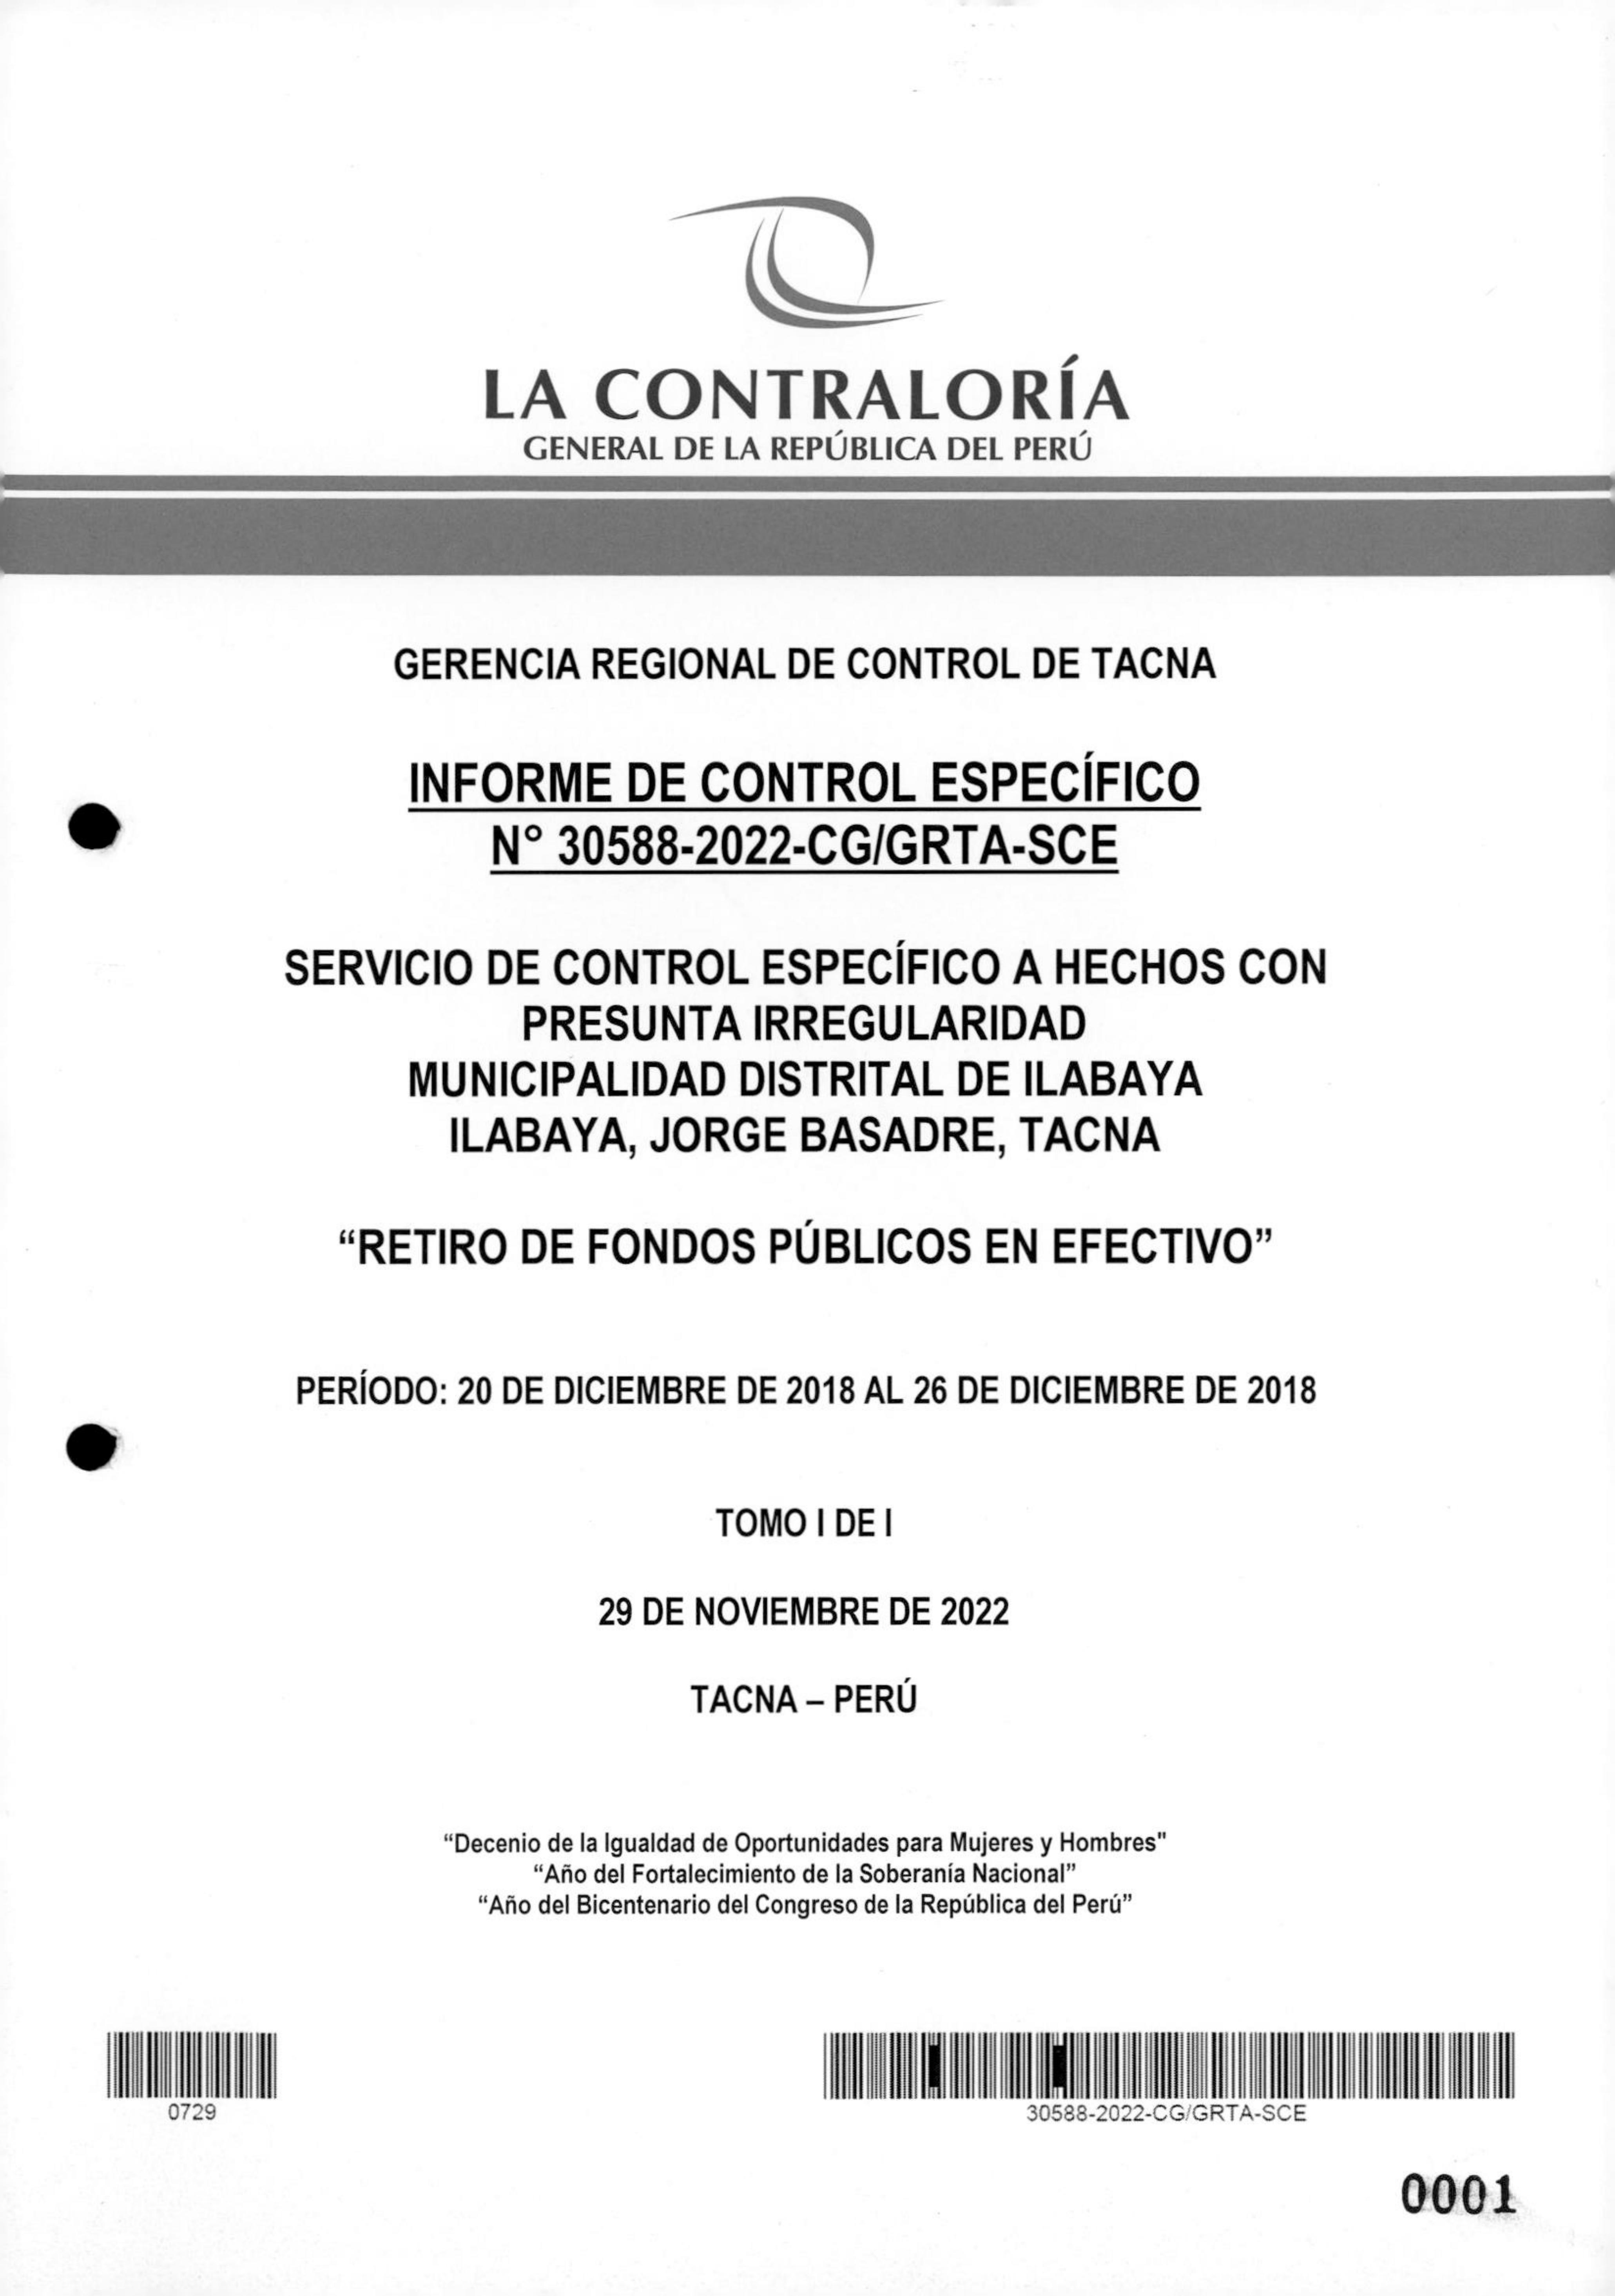 LA CONTRALORÍA
GENERAL DE LA REPÚBLICA DEL PERÚ
GERENCIA REGIONAL DE CONTROL DE TACNA
INFORME DE CONTROL ESPECÍFICO
N° 30588-2022-CG/GRTA-SCE
SERVICIO DE CONTROL ESPECÍFICO A HECHOS CON
PRESUNTA IRREGULARIDAD
MUNICIPALIDAD DISTRITAL DE ILABAYA
ILABAYA, JORGE BASADRE, TACNA
“RETIRO DE FONDOS PÚBLICOS EN EFECTIVO”
PERÍODO: 20 DE DICIEMBRE DE 2018 AL 26 DE DICIEMBRE DE 2018
TOMO I DE I
29 DE NOVIEMBRE DE 2022
TACNA – PERÚ
“Decenio de la Igualdad de Oportunidades para Mujeres y Hombres"
“Año del Fortalecimiento de la Soberanía Nacional”
“Año del Bicentenario del Congreso de la República del Perú”
0729
30588-2022-CG/GRTA-SCE
0001